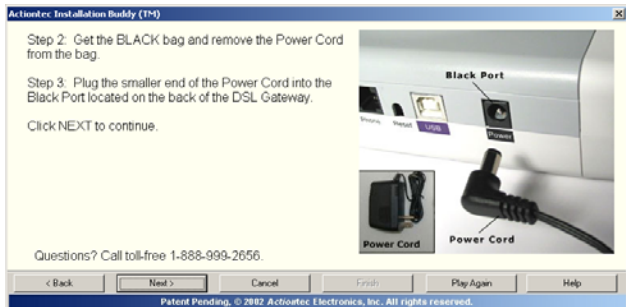 Actiontec Installation Buddy (TM)
Step 2: Get the BLACK bag and remove the Power Cord
from the bag.
Step 3: Plug the smaller end of the Power Cord into the
Black Port located on the back of the DSL Gateway.
Click NEXT to continue.
Black Port
Phone
Reset
USB
Power
Power Cord
Power Cord
Questions? Call toll-free 1-888-999-2656.
< Back
Next >
Cancel
Finish
Play Again
Help
Patent Pending, © 2002 Actiontec Electronics, Inc. All rights reserved.